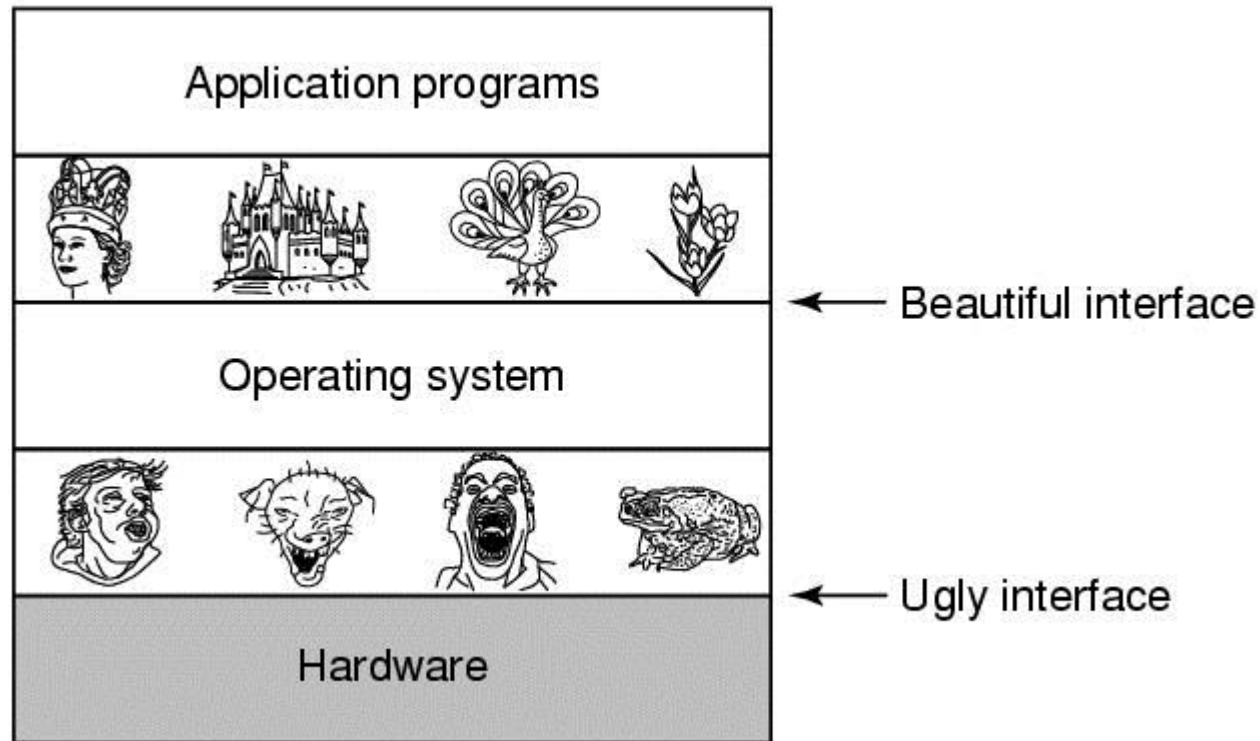 Application programs
Beautiful interface
Operating system
Ugly interface
Hardware